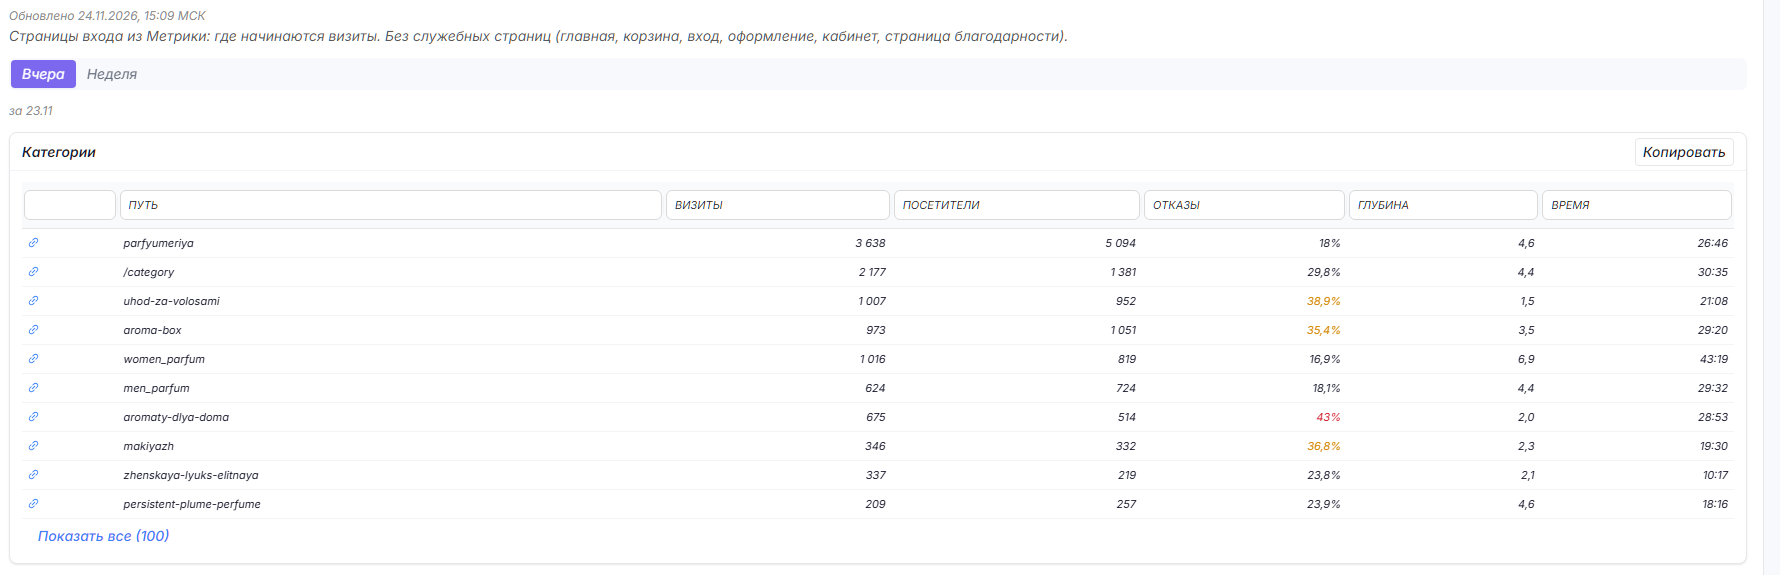 Обновлено 24.11.2026, 15:09 МСК
Страницы входа из Метрики: где начинаются визиты. Без служебных страниц (главная, корзина, вход, оформление, кабинет, страница благодарности).
Вчера Неделя
за 23.11
Категории Копировать
ПУТЬ ВИЗИТЫ ПОСЕТИТЕЛИ ОТКАЗЫ ГЛУБИНА ВРЕМЯ
parfyumeriya 3 638 5 094 18% 4,6 26:46
/category 2 177 1 381 29,8% 4,4 30:35
uhod-za-volosami 1 007 952 38,9% 1,5 21:08
aroma-box 973 1 051 35,4% 3,5 29:20
women_parfum 1 016 819 16,9% 6,9 43:19
men_parfum 624 724 18,1% 4,4 29:32
aromaty-dlya-doma 675 514 43% 2,0 28:53
makiyazh 346 332 36,8% 2,3 19:30
zhenskaya-lyuks-elitnaya 337 219 23,8% 2,1 10:17
persistent-plume-perfume 209 257 23,9% 4,6 18:16
Показать все (100)